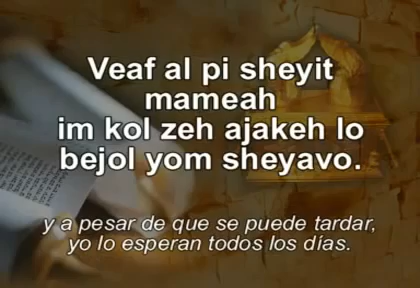 Veaf al pi sheyit
mameah
im kol zeh ajakeh lo
bejol yom sheyavo.
y a pesar de que se puede tardar,
yo lo esperan todos los días.